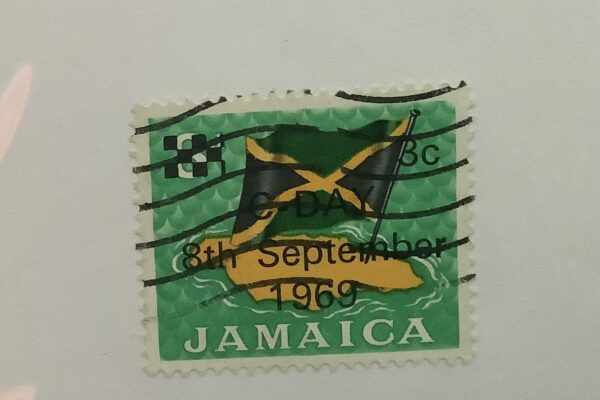 3c
C-DAY
8th September
1969
JAMAICA